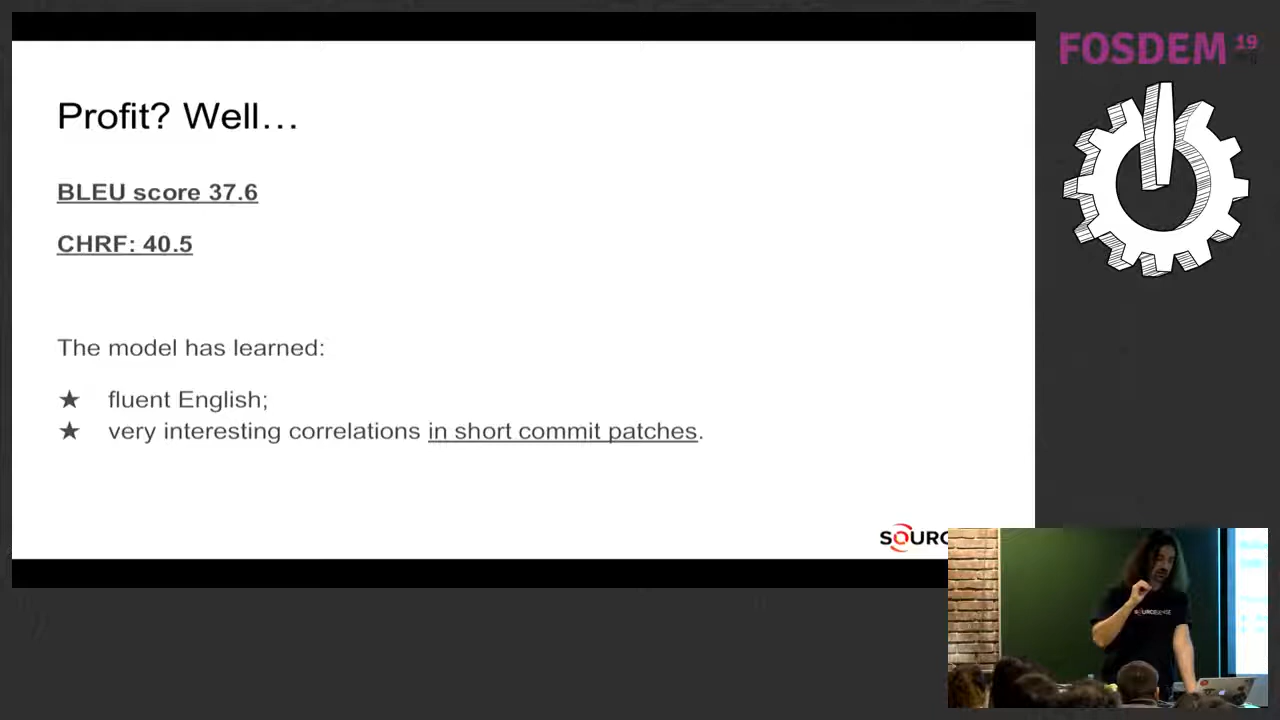 Profit? Well…
BLEU score 37.6
CHRF: 40.5
The model has learned:
★ fluent English;
★ very interesting correlations in short commit patches.
SOURC
FOSDEM 19
SOURCESENSE